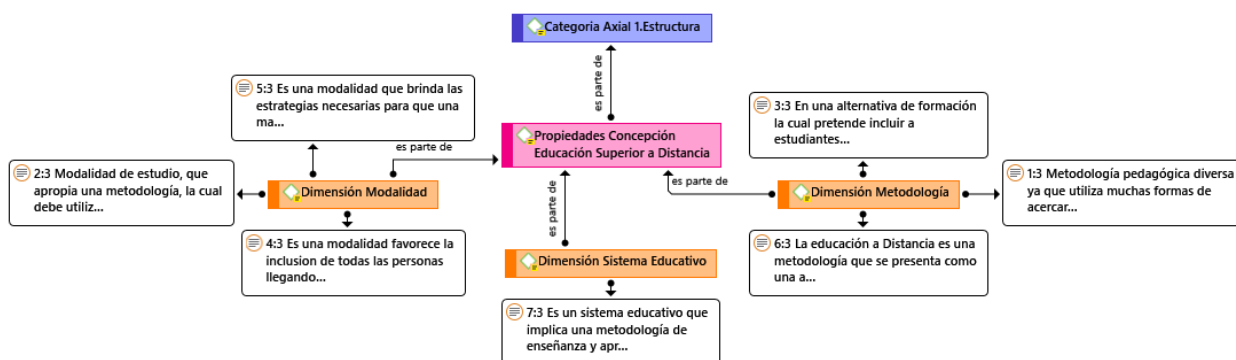 Categoria Axial 1.Estructura
es parte de
5:3 Es una modalidad que brinda las
estrategias necesarias para que una
ma...
3:3 En una alternativa de formación
la cual pretende incluir a
estudiantes...
Propiedades Concepción
Educación Superior a Distancia
es parte de
2:3 Modalidad de estudio, que
apropia una metodología, la cual
debe utiliz...
Dimensión Modalidad
es parte de
es parte de
Dimensión Metodología
1:3 Metodología pedagógica diversa
ya que utiliza muchas formas de
acercar...
4:3 Es una modalidad favorece la
inclusion de todas las personas
llegando...
Dimensión Sistema Educativo
6:3 La educación a Distancia es una
metodología que se presenta como
una a...
7:3 Es un sistema educativo que
implica una metodología de
enseñanza y apr...